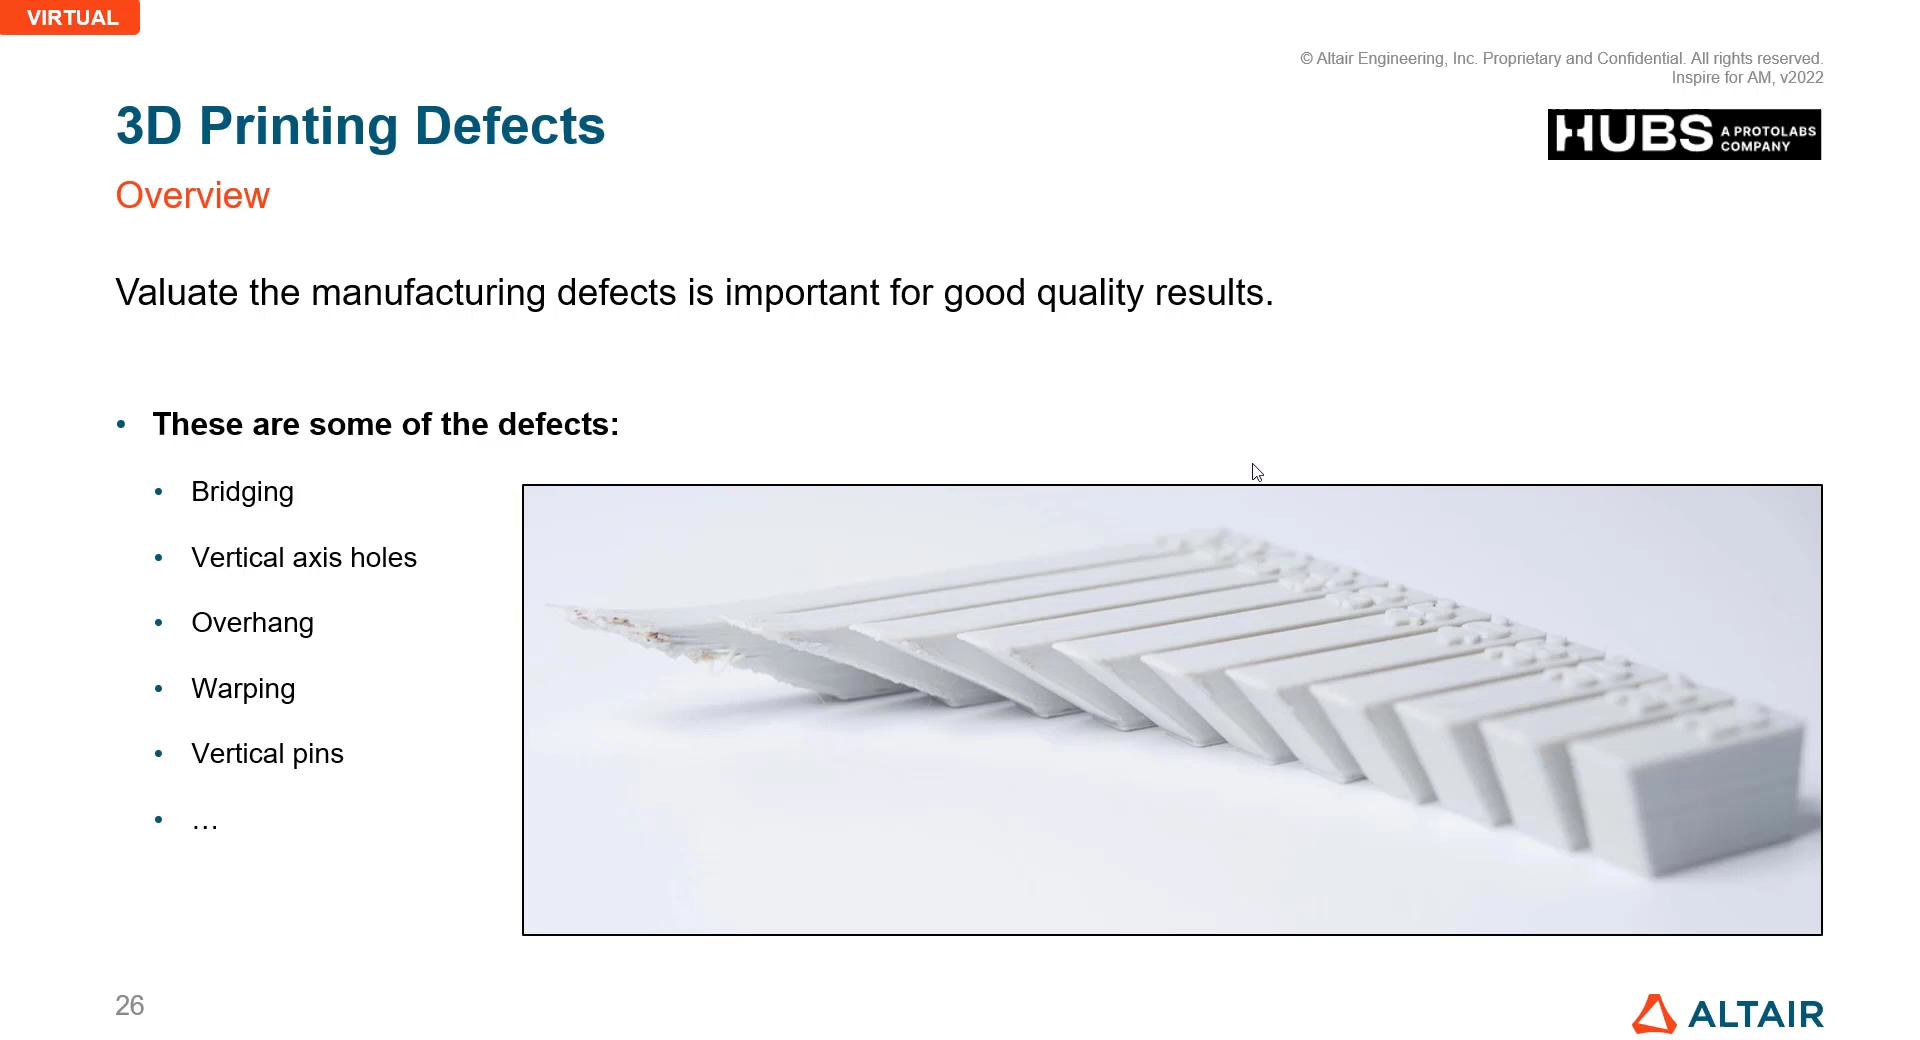 VIRTUAL
© Altair Engineering, Inc. Proprietary and Confidential. All rights reserved.
Inspire for AM, v2022
3D Printing Defects
HUBS A PROTOLABS
COMPANY
Overview
Valuate the manufacturing defects is important for good quality results.
• These are some of the defects:
• Bridging
• Vertical axis holes
• Overhang
• Warping
• Vertical pins
• …
26
ALTAIR